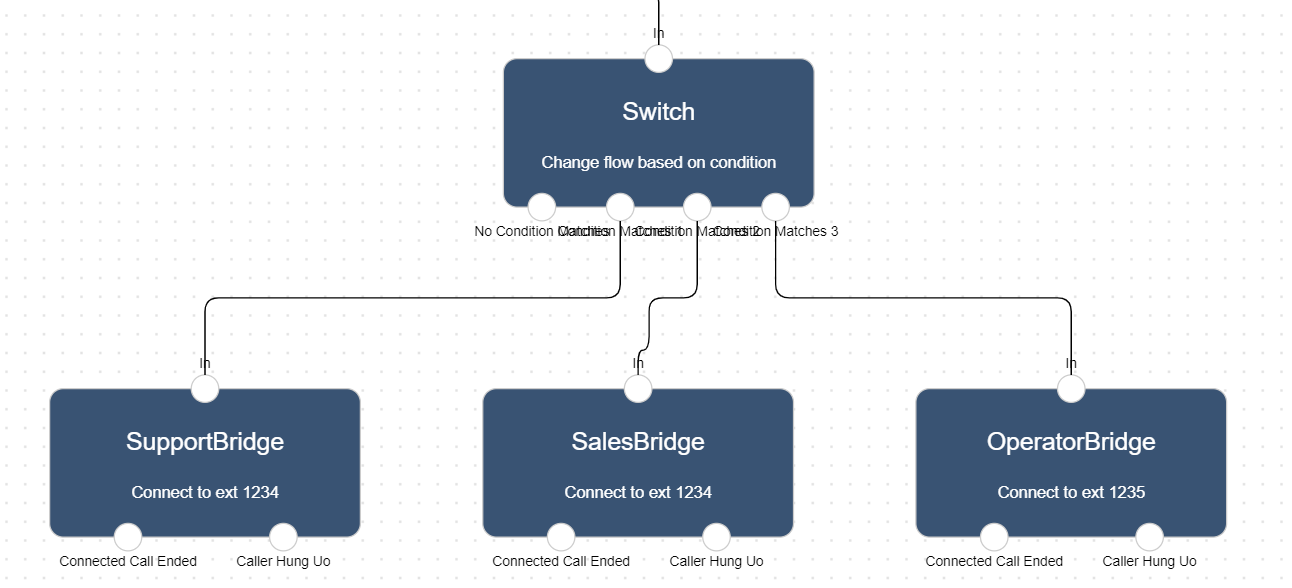 In
Switch
Change flow based on condition
No Condition Matches
Condition Matches 1
Condition Matches 2
Condition Matches 3
In
In
In
SupportBridge
SalesBridge
OperatorBridge
Connect to ext 1234
Connect to ext 1234
Connect to ext 1235
Connected Call Ended
Caller Hung Uo
Connected Call Ended
Caller Hung Uo
Connected Call Ended
Caller Hung Uo